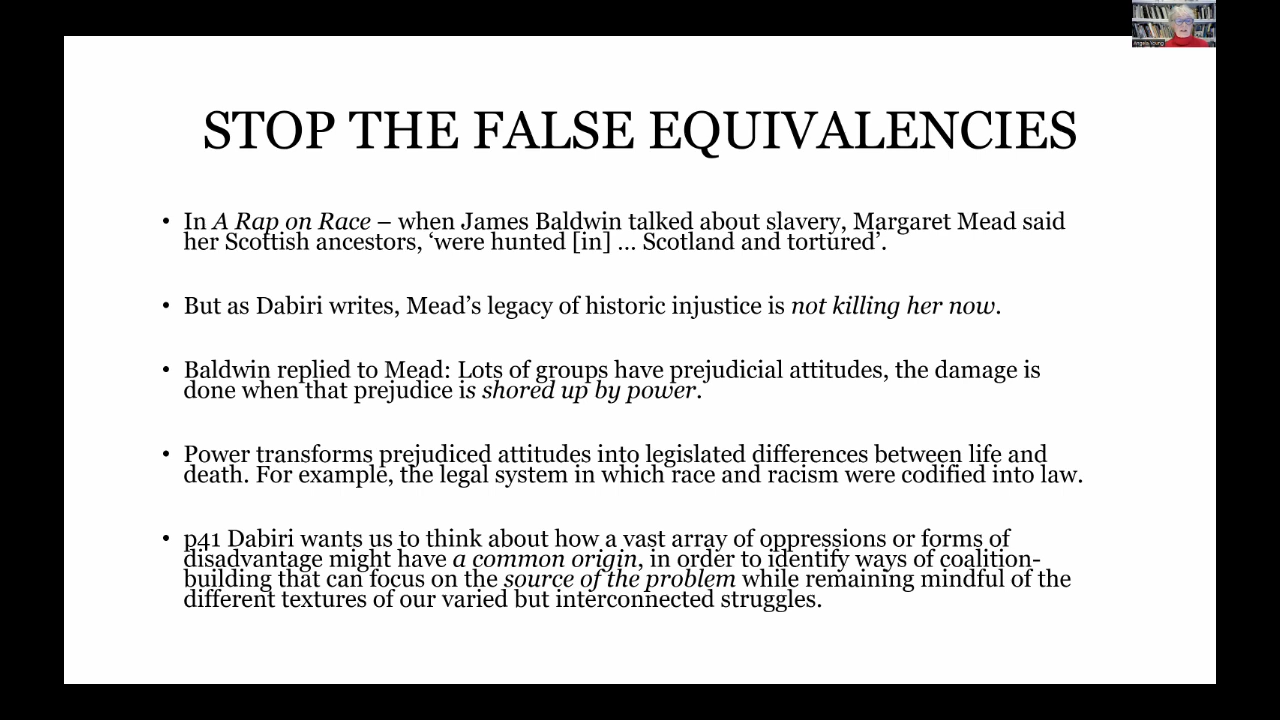 Angela Young
STOP THE FALSE EQUIVALENCIES
• In A Rap on Race – when James Baldwin talked about slavery, Margaret Mead said
her Scottish ancestors, ‘were hunted [in] ... Scotland and tortured’.
• But as Dabiri writes, Mead’s legacy of historic injustice is not killing her now.
• Baldwin replied to Mead: Lots of groups have prejudicial attitudes, the damage is
done when that prejudice is shored up by power.
• Power transforms prejudiced attitudes into legislated differences between life and
death. For example, the legal system in which race and racism were codified into law.
• p41 Dabiri wants us to think about how a vast array of oppressions or forms of
disadvantage might have a common origin, in order to identify ways of coalition-
building that can focus on the source of the problem while remaining mindful of the
different textures of our varied but interconnected struggles.